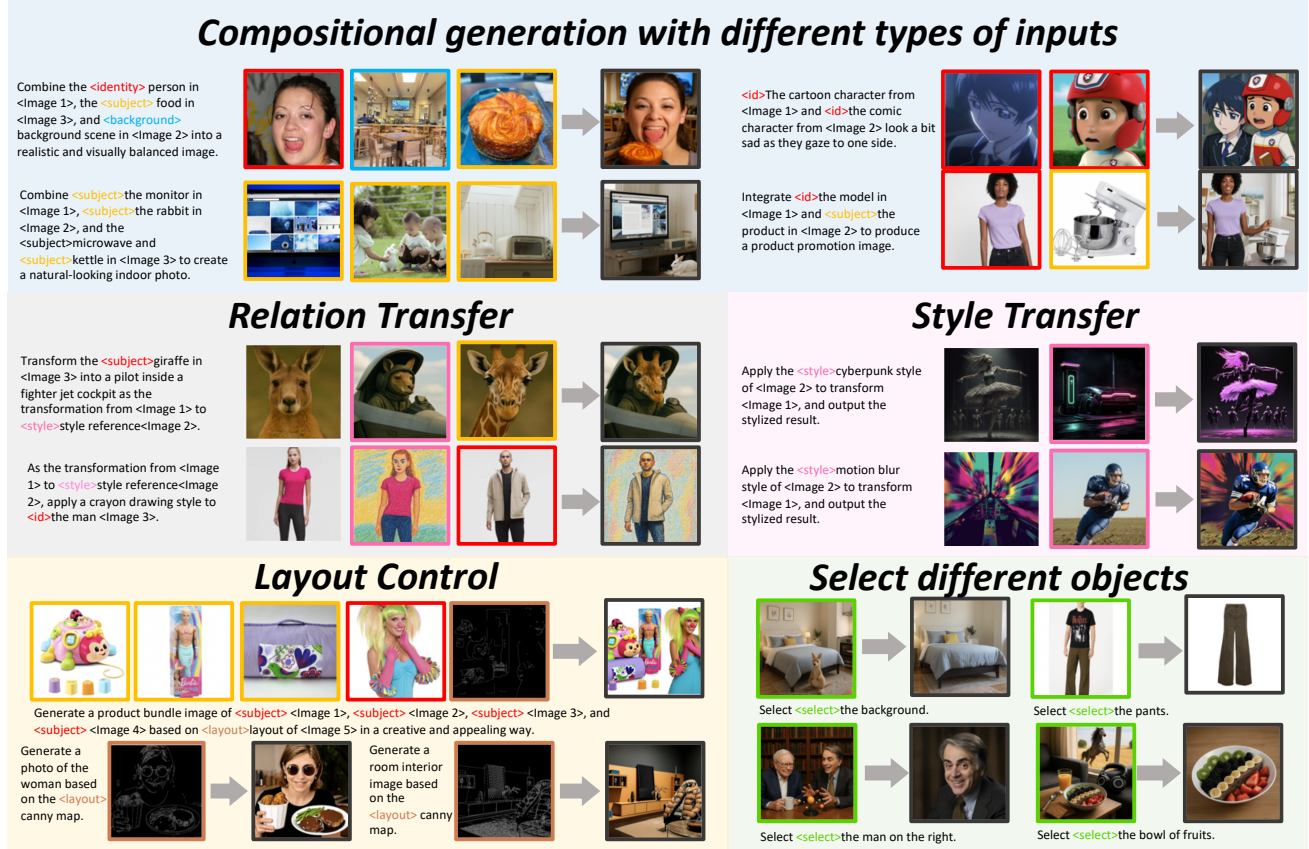 Compositional generation with different types of inputs
Combine the <identity> person in
<Image 1>, the <subject> food in
<Image 3>, and <background>
background scene in <Image 2> into a
realistic and visually balanced image.
<id>The cartoon character from
<Image 1> and <id>the comic
character from <Image 2> look a bit
sad as they gaze to one side.
Combine <subject>the monitor in
<Image 1>, <subject>the rabbit in
<Image 2>, and the
<subject>microwave and
<subject>kettle in <Image 3> to create
a natural-looking indoor photo.
Integrate <id>the model in
<Image 1> and <subject>the
product in <Image 2> to produce
a product promotion image.
Relation Transfer
Transform the <subject>giraffe in
<Image 3> into a pilot inside a
fighter jet cockpit as the
transformation from <Image 1> to
<style>style reference<Image 2>.
As the transformation from <Image
1> to <style>style reference<Image
2>, apply a crayon drawing style to
<id>the man <Image 3>.
Style Transfer
Apply the <style>cyberpunk style
of <Image 2> to transform
<Image 1>, and output the
stylized result.
Apply the <style>motion blur
style of <Image 2> to transform
<Image 1>, and output the
stylized result.
Layout Control
Generate a product bundle image of <subject> <Image 1>, <subject> <Image 2>, <subject> <Image 3>, and
<subject> <Image 4> based on <layout>layout of <Image 5> in a creative and appealing way.
Generate a
photo of the
woman based
on the <layout>
canny map.
Generate a
room interior
image based
on the
<layout> canny
map.
Select different objects
Select <select>the background.
Select <select>the pants.
Select <select>the man on the right.
Select <select>the bowl of fruits.